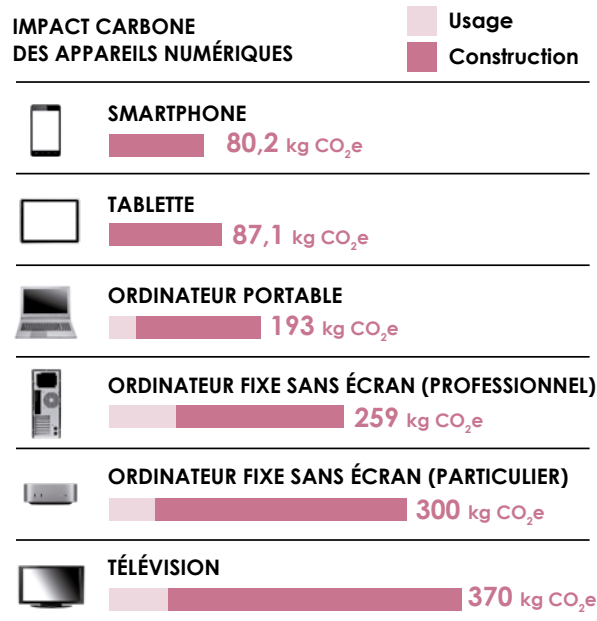 IMPACT CARBONE
DES APPAREILS NUMÉRIQUES
Usage
Construction
SMARTPHONE
80,2 kg CO₂e
TABLETTE
87,1 kg CO₂e
ORDINATEUR PORTABLE
193 kg CO₂e
ORDINATEUR FIXE SANS ÉCRAN (PROFESSIONNEL)
259 kg CO₂e
ORDINATEUR FIXE SANS ÉCRAN (PARTICULIER)
300 kg CO₂e
TÉLÉVISION
370 kg CO₂e